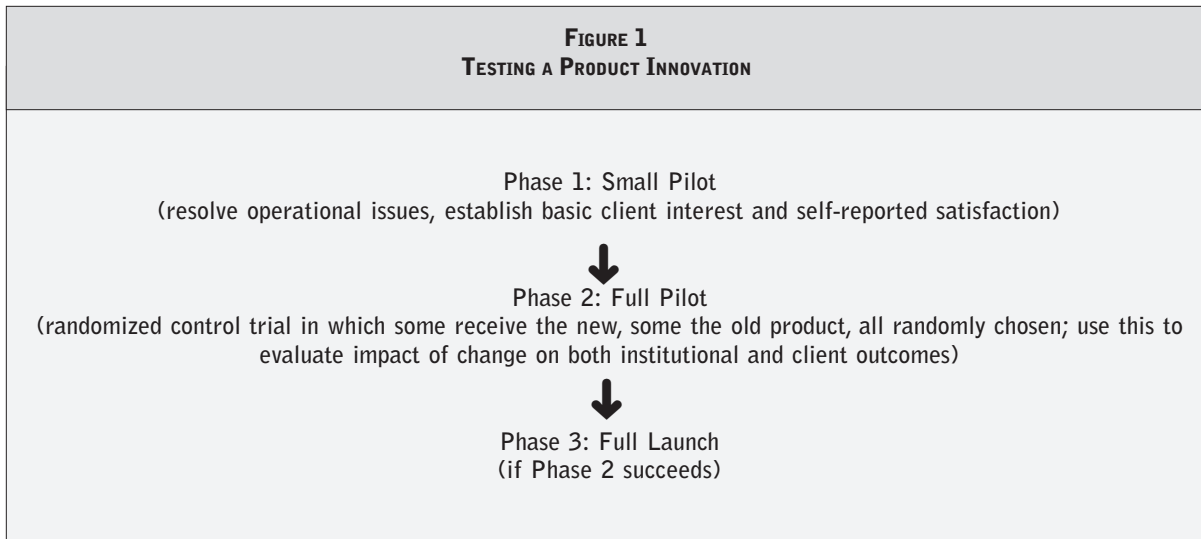 FIGURE 1
TESTING A PRODUCT INNOVATION
Phase 1: Small Pilot
(resolve operational issues, establish basic client interest and self-reported satisfaction)
Phase 2: Full Pilot
(randomized control trial in which some receive the new, some the old product, all randomly chosen; use this to
evaluate impact of change on both institutional and client outcomes)
Phase 3: Full Launch
(if Phase 2 succeeds)